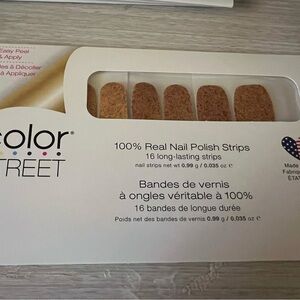 Easy Peel
& Apply
à Décoller
à Appliquer
color®
STREET
100% Real Nail Polish Strips
16 long-lasting strips
nail strips net wt 0.99 g / 0.035 oz ℮
Bandes de vernis
à ongles véritable à 100%
16 bandes de longue durée
Poids net des bandes de vernis 0.99 g / 0.035 oz ℮
Made
Fabriq
ÉTA